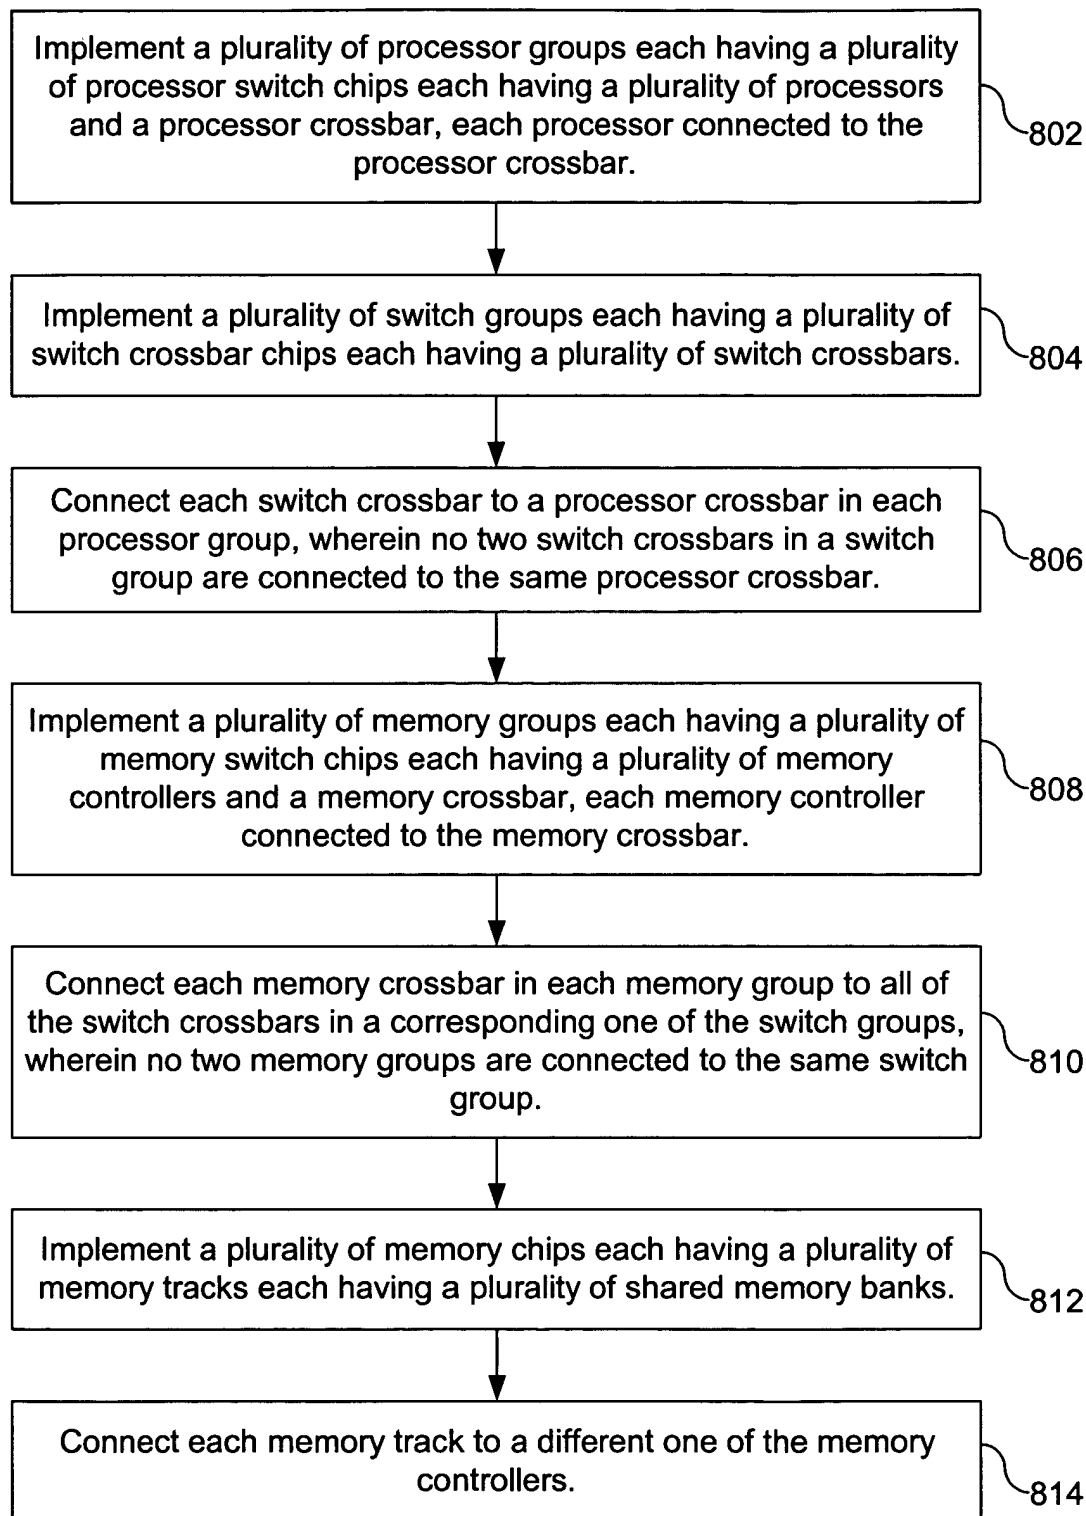 Implement a plurality of processor groups each having a plurality
of processor switch chips each having a plurality of processors
and a processor crossbar, each processor connected to the
processor crossbar.
802
Implement a plurality of switch groups each having a plurality of
switch crossbar chips each having a plurality of switch crossbars.
804
Connect each switch crossbar to a processor crossbar in each
processor group, wherein no two switch crossbars in a switch
group are connected to the same processor crossbar.
806
Implement a plurality of memory groups each having a plurality of
memory switch chips each having a plurality of memory
controllers and a memory crossbar, each memory controller
connected to the memory crossbar.
808
Connect each memory crossbar in each memory group to all of
the switch crossbars in a corresponding one of the switch groups,
wherein no two memory groups are connected to the same switch
group.
810
Implement a plurality of memory chips each having a plurality of
memory tracks each having a plurality of shared memory banks.
812
Connect each memory track to a different one of the memory
controllers.
814